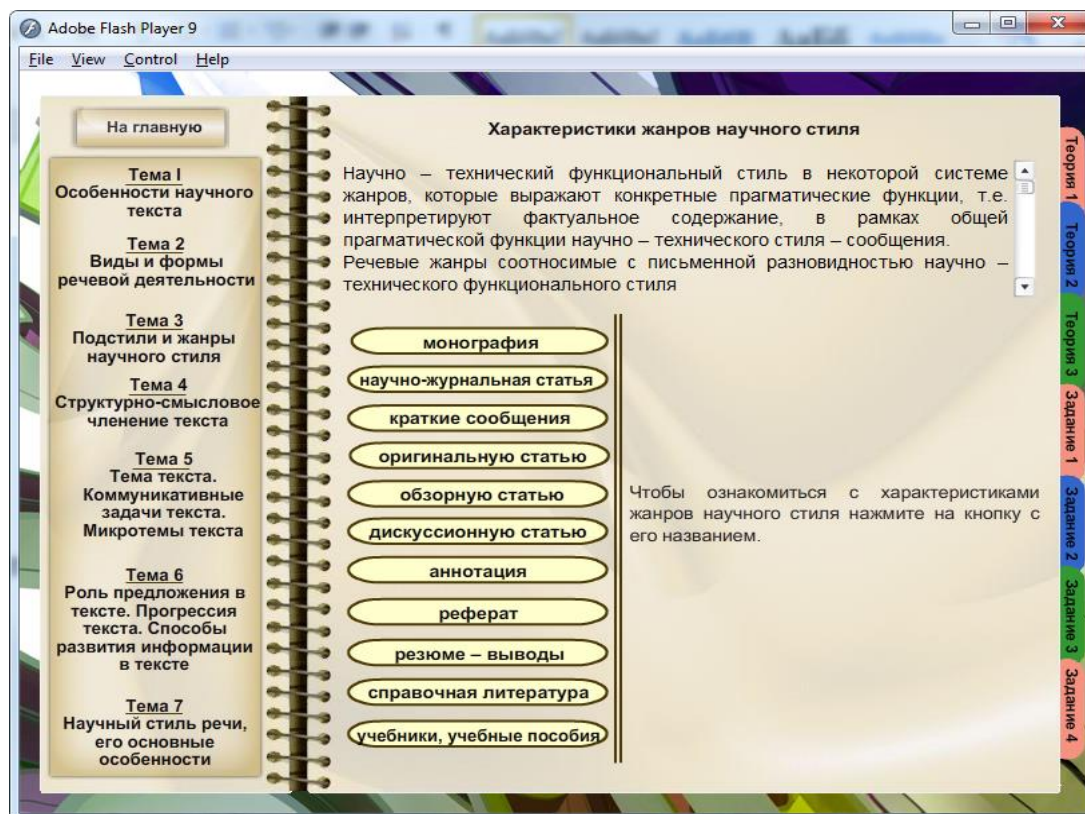 Adobe Flash Player 9
File View Control Help
На главную
Тема I
Особенности научного
текста
Тема 2
Виды и формы
речевой деятельности
Тема 3
Подстили и жанры
научного стиля
Тема 4
Структурно-смысловое
членение текста
Тема 5
Тема текста.
Коммуникативные
задачи текста.
Микротемы текста
Тема 6
Роль предложения в
тексте. Прогрессия
текста. Способы
развития информации
в тексте
Тема 7
Научный стиль речи,
его основные
особенности
Характеристики жанров научного стиля
Научно – технический функциональный стиль в некоторой системе
жанров, которые выражают конкретные прагматические функции, т.е.
интерпретируют фактуальное содержание, в рамках общей
прагматической функции научно – технического стиля – сообщения.
Речевые жанры соотносимые с письменной разновидностью научно –
технического функционального стиля
монография
научно-журнальная статья
краткие сообщения
оригинальную статью
обзорную статью
дискуссионную статью
аннотация
реферат
резюме – выводы
справочная литература
учебники, учебные пособия
Чтобы ознакомиться с характеристиками
жанров научного стиля нажмите на кнопку с
его названием.
Теория 1
Теория 2
Теория 3
Задание 1
Задание 2
Задание 3
Задание 4